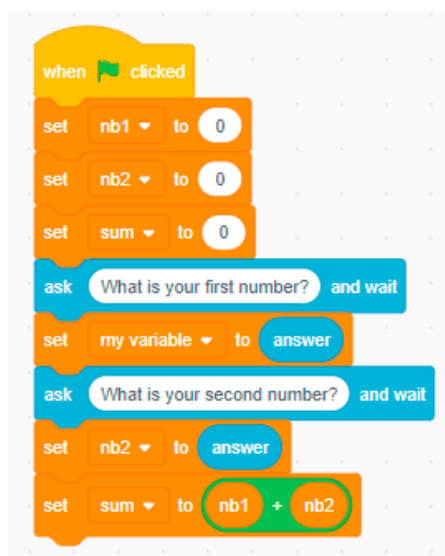 when clicked
set nb1 to 0
set nb2 to 0
set sum to 0
ask What is your first number? and wait
set my variable to answer
ask What is your second number? and wait
set nb2 to answer
set sum to nb1 + nb2